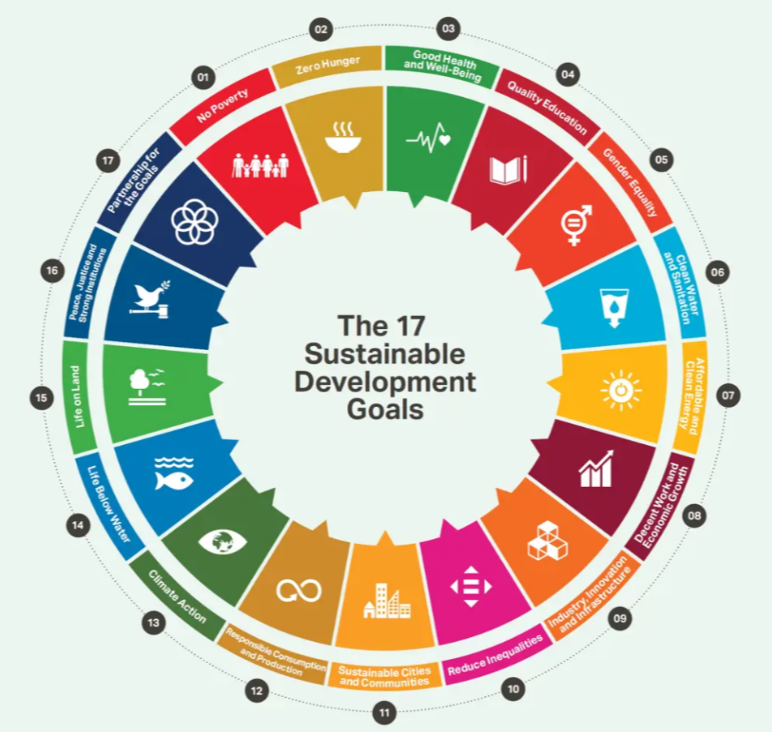 The 17
Sustainable
Development
Goals
01
No Poverty
02
Zero Hunger
03
Good Health
and Well-Being
04
Quality Education
05
Gender Equality
06
Clean Water
and Sanitation
07
Affordable and
Clean Energy
08
Decent Work and
Economic Growth
09
Industry, Innovation
and Infrastructure
10
Reduce Inequalities
11
Sustainable Cities
and Communities
12
Responsible Consumption
and Production
13
Climate Action
14
Life Below Water
15
Life on Land
16
Peace, Justice and
Strong Institutions
17
Partnership for
the Goals